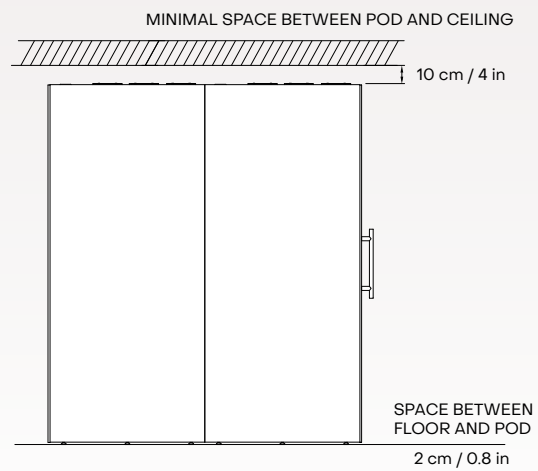 MINIMAL SPACE BETWEEN POD AND CEILING
10 cm / 4 in
SPACE BETWEEN
FLOOR AND POD
2 cm / 0.8 in